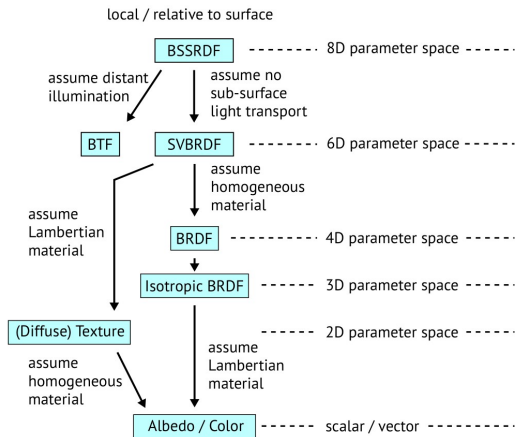 local / relative to surface
BSSRDF
8D parameter space
assume distant
illumination
assume no
sub-surface
light transport
BTF
SVBRDF
6D parameter space
assume
homogeneous
material
assume
Lambertian
material
BRDF
4D parameter space
Isotropic BRDF
3D parameter space
(Diffuse) Texture
2D parameter space
assume
homogeneous
material
assume
Lambertian
material
Albedo / Color
scalar / vector